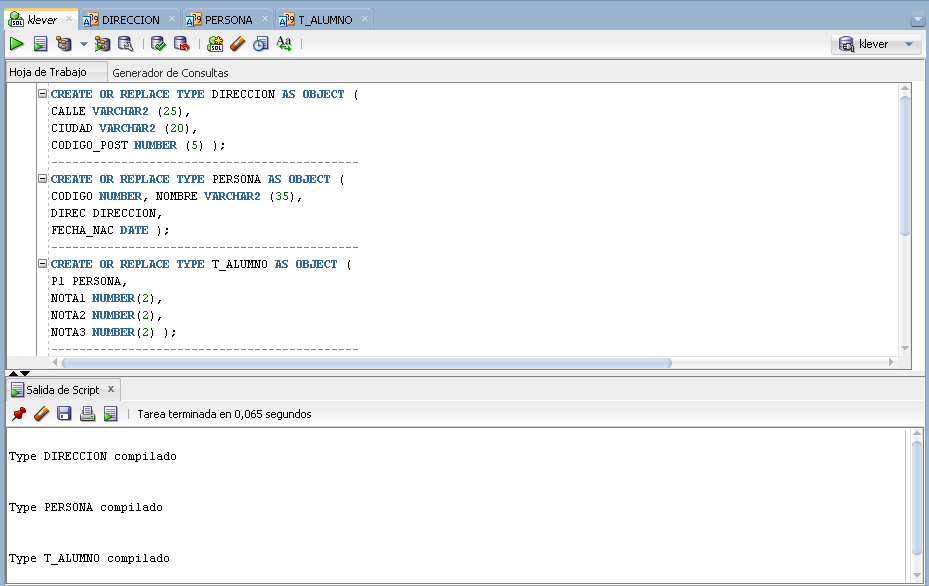 klever
DIRECCION
PERSONA
T_ALUMNO
klever
Hoja de Trabajo
Generador de Consultas
CREATE OR REPLACE TYPE DIRECCION AS OBJECT (
CALLE VARCHAR2 (25),
CIUDAD VARCHAR2 (20),
CODIGO_POST NUMBER (5) );
--------------------------------------------
CREATE OR REPLACE TYPE PERSONA AS OBJECT (
CODIGO NUMBER, NOMBRE VARCHAR2 (35),
DIREC DIRECCION,
FECHA_NAC DATE );
--------------------------------------------
CREATE OR REPLACE TYPE T_ALUMNO AS OBJECT (
P1 PERSONA,
NOTA1 NUMBER(2),
NOTA2 NUMBER(2),
NOTA3 NUMBER(2) );
--------------------------------------------
Salida de Script
Tarea terminada en 0,065 segundos
Type DIRECCION compilado
Type PERSONA compilado
Type T_ALUMNO compilado